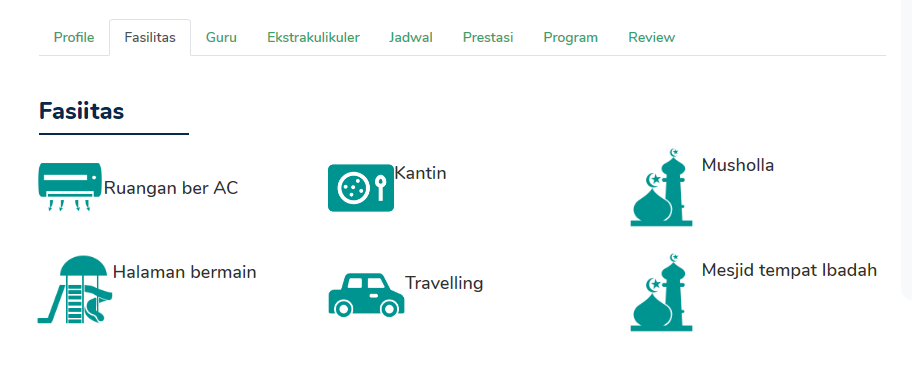 Profile Fasilitas Guru Ekstrakulikuler Jadwal Prestasi Program Review
Fasiitas
Ruangan ber AC
Kantin
Musholla
Halaman bermain
Travelling
Mesjid tempat Ibadah